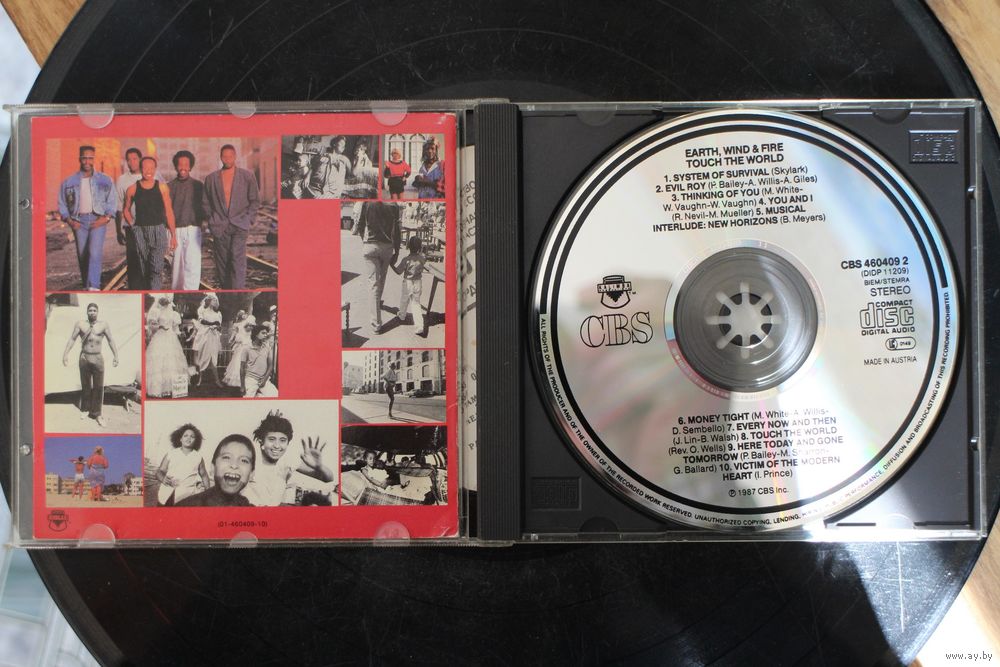 (01-460409-10)
EARTH, WIND & FIRE
TOUCH THE WORLD
1. SYSTEM OF SURVIVAL (Skylark)
2. EVIL ROY (P. Bailey-A. Willis-A. Giles)
3. THINKING OF YOU (M. White-
W. Vaughn-W. Vaughn) 4. YOU AND I
(R. Nevil-M. Mueller) 5. MUSICAL
INTERLUDE: NEW HORIZONS (B. Meyers)
CBS 460409 2
(DIDP 11209)
BIEM/STEMRA
STEREO
COMPACT
disc
DIGITAL AUDIO
MADE IN AUSTRIA
CBS
6. MONEY TIGHT (M. White-A. Willis-
D. Sembello) 7. EVERY NOW AND THEN
(J. Lin-B. Walsh) 8. TOUCH THE WORLD
(Rev. O. Wells) 9. HERE TODAY AND GONE
TOMORROW (P. Bailey-M. Sharron-
G. Ballard) 10. VICTIM OF THE MODERN
HEART (I. Prince)
℗ 1987 CBS Inc.
ALL RIGHTS OF THE PRODUCER AND OF THE OWNER OF THE RECORDED WORK RESERVED. UNAUTHORIZED COPYING, LENDING, DIFFUSION AND BROADCASTING OF THIS RECORDING PROHIBITED.
www.ay.by